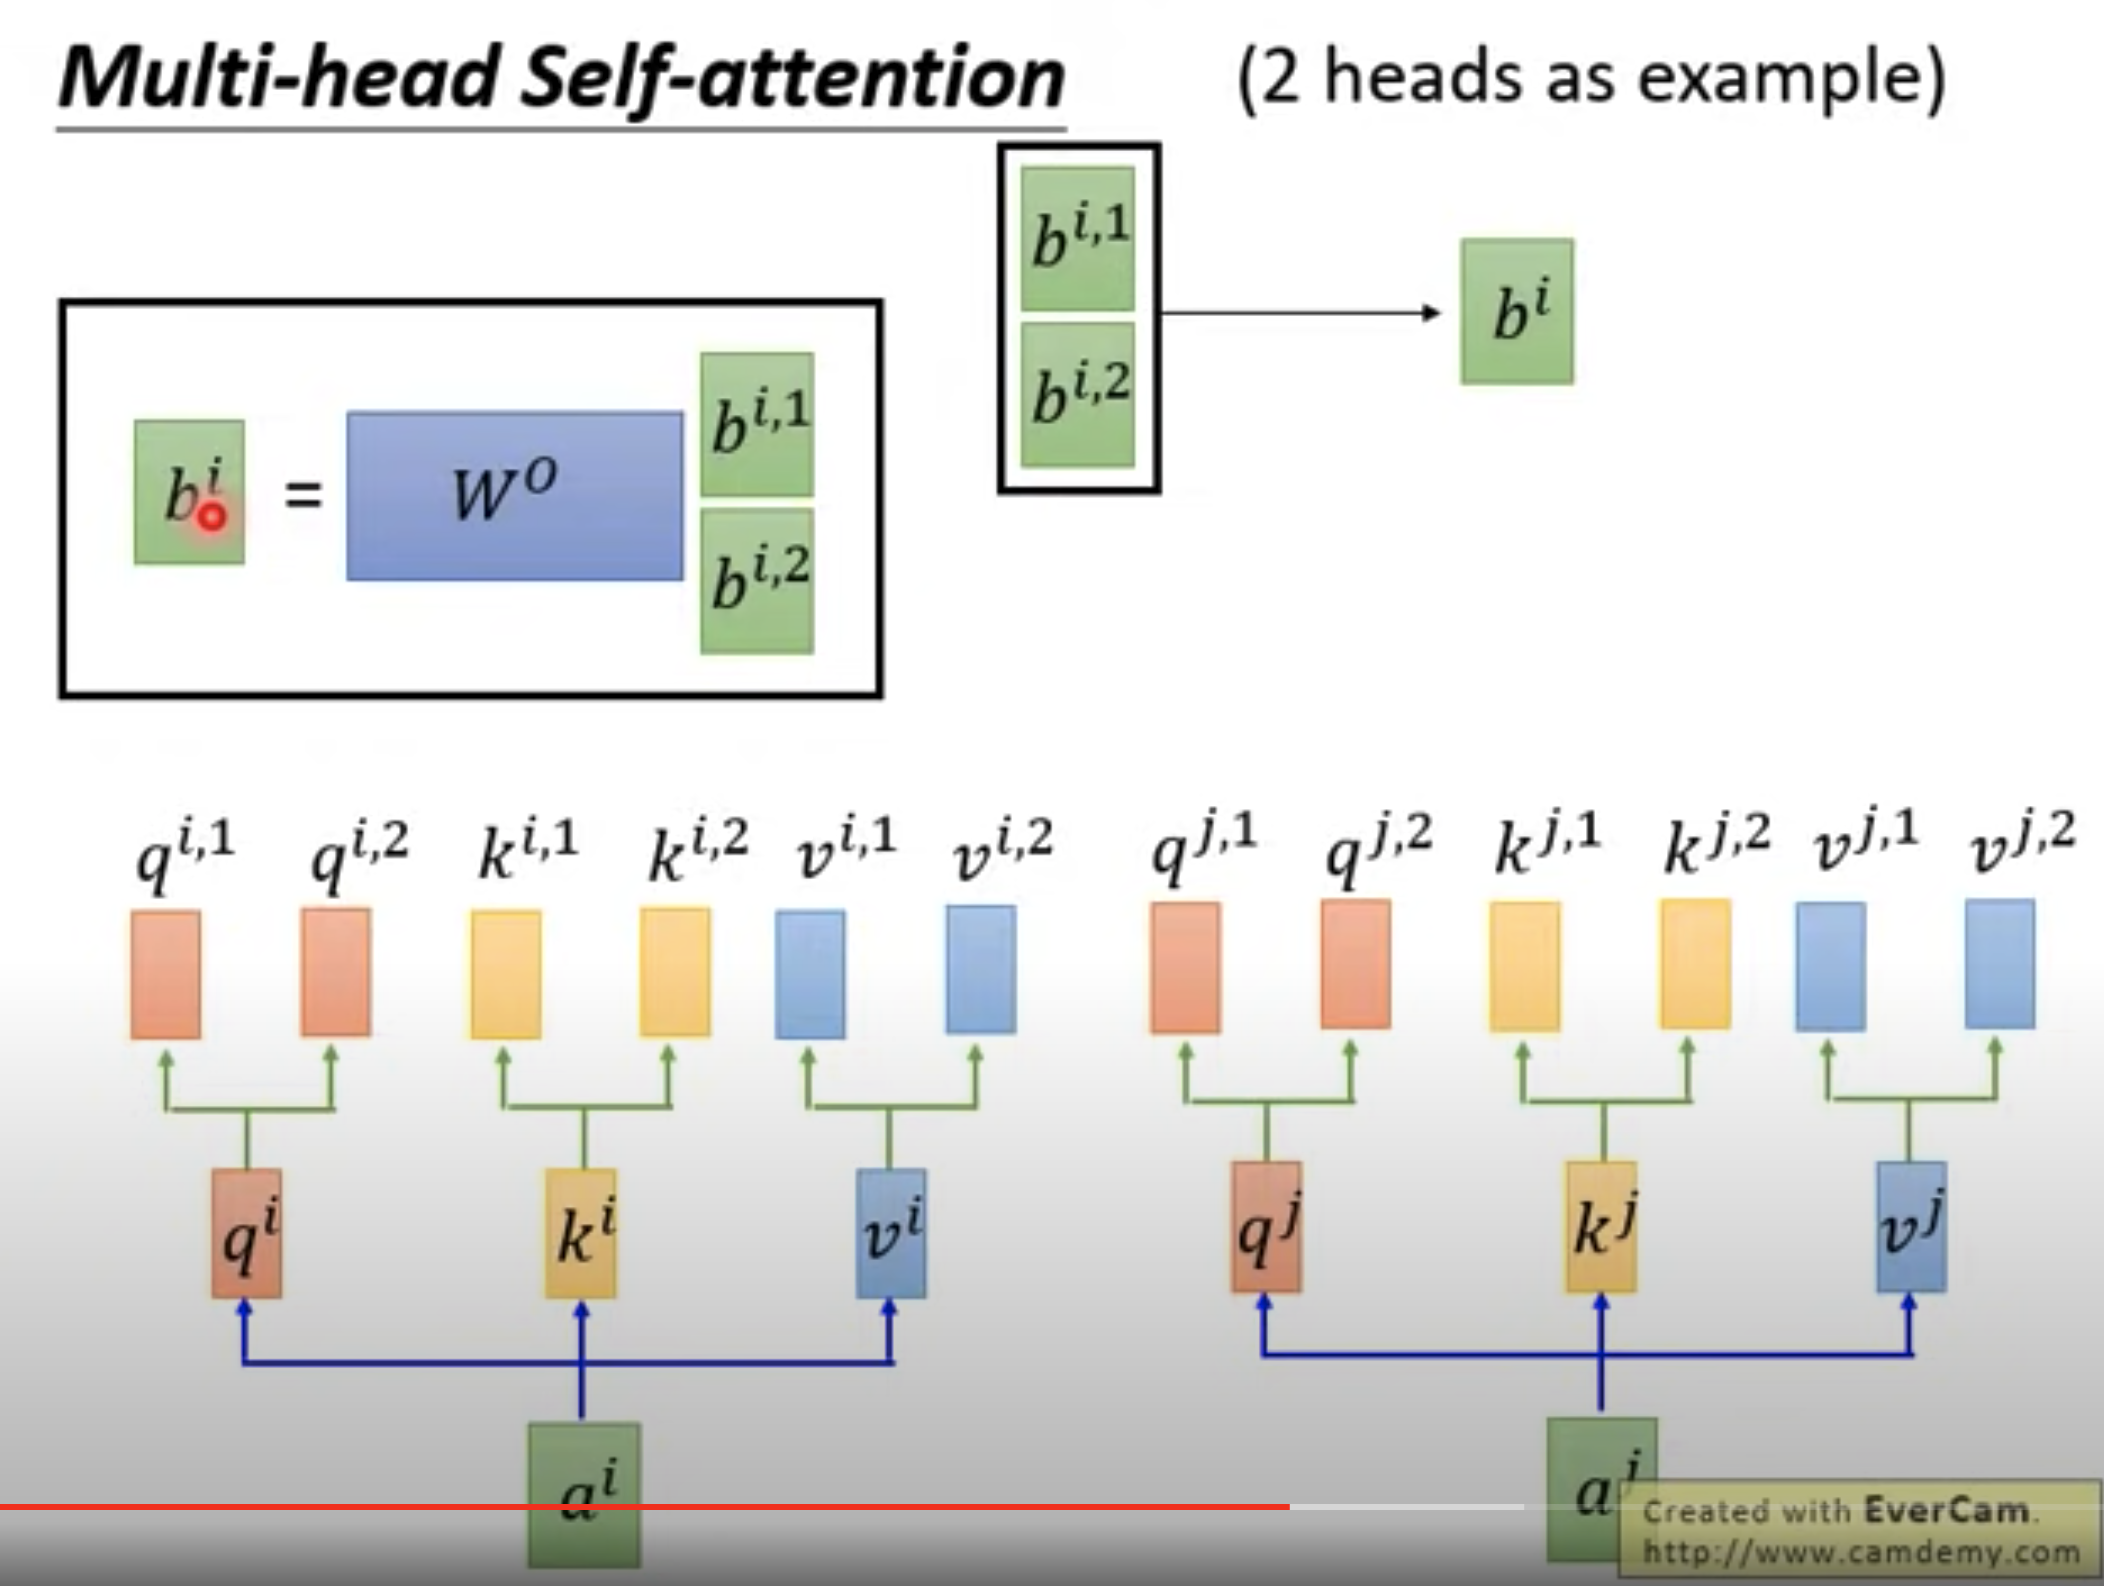 Multi-head Self-attention (2 heads as example)
b^{i,1}
b^{i,2}
b^i
b^i = W^O
b^{i,1}
b^{i,2}
q^{i,1} q^{i,2} k^{i,1} k^{i,2} v^{i,1} v^{i,2} q^{j,1} q^{j,2} k^{j,1} k^{j,2} v^{j,1} v^{j,2}
q^i k^i v^i q^j k^j v^j
a^i a^j
Created with EverCam.
http://www.camdemy.com